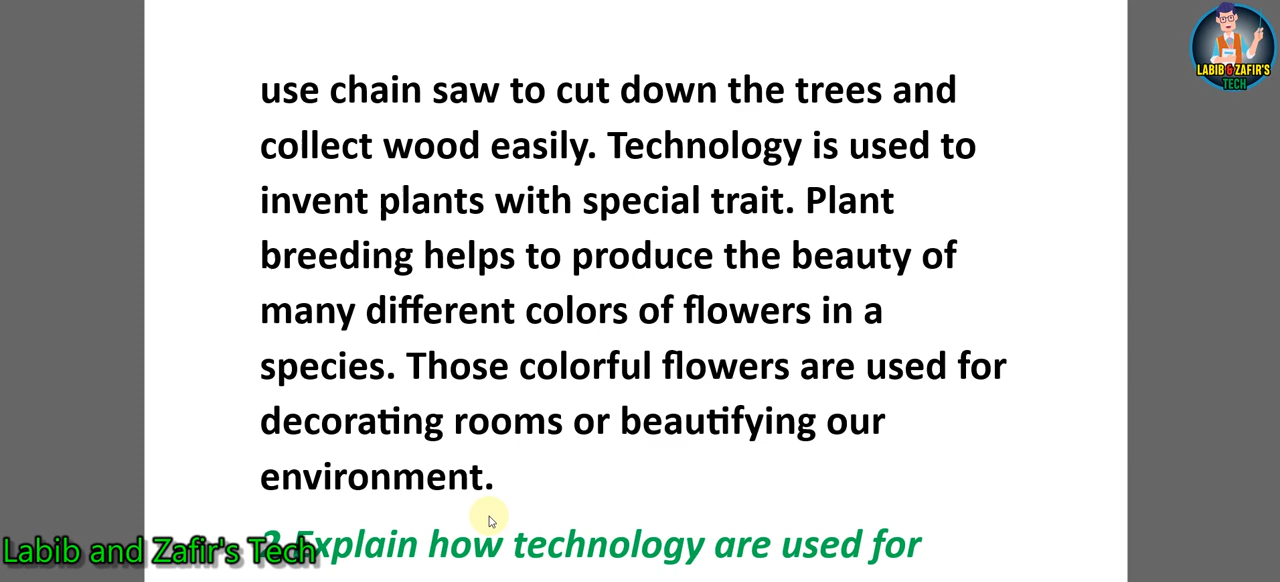 use chain saw to cut down the trees and
collect wood easily. Technology is used to
invent plants with special trait. Plant
breeding helps to produce the beauty of
many different colors of flowers in a
species. Those colorful flowers are used for
decorating rooms or beautifying our
environment.
Explain how technology are used for
Labib and Zafir's Tech
LABIB & ZAFIR'S
TECH